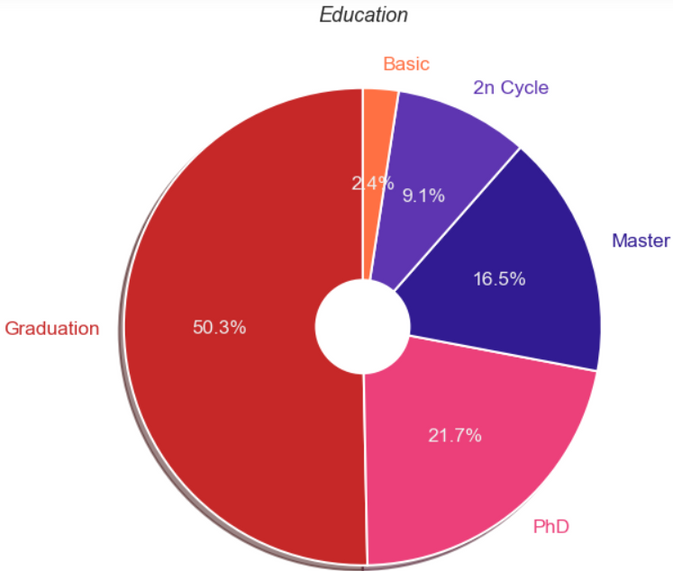 Education
Basic
2n Cycle
2.4%
9.1%
Master
16.5%
Graduation
50.3%
21.7%
PhD